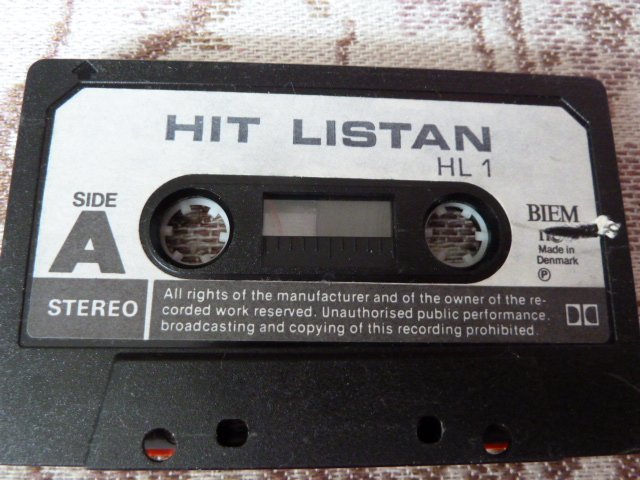 HIT LISTAN
HL 1
SIDE
A
BIEM
Made in
Denmark
Ⓟ
STEREO
All rights of the manufacturer and of the owner of the re-
corded work reserved. Unauthorised public performance.
broadcasting and copying of this recording prohibited.